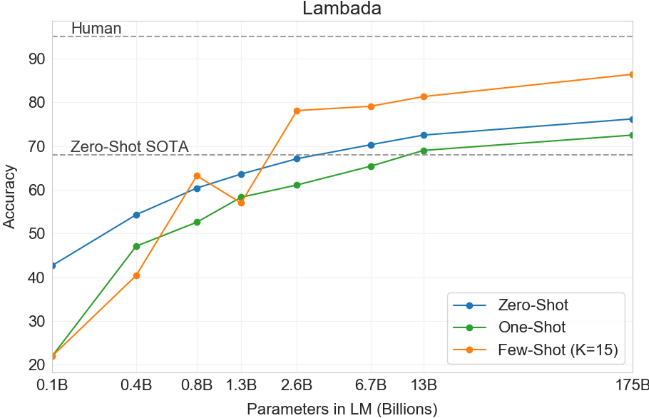 Lambada
Human
90
80
70
Zero-Shot SOTA
60
50
40
30
20
Accuracy
Zero-Shot
One-Shot
Few-Shot (K=15)
0.1B 0.4B 0.8B 1.3B 2.6B 6.7B 13B 175B
Parameters in LM (Billions)